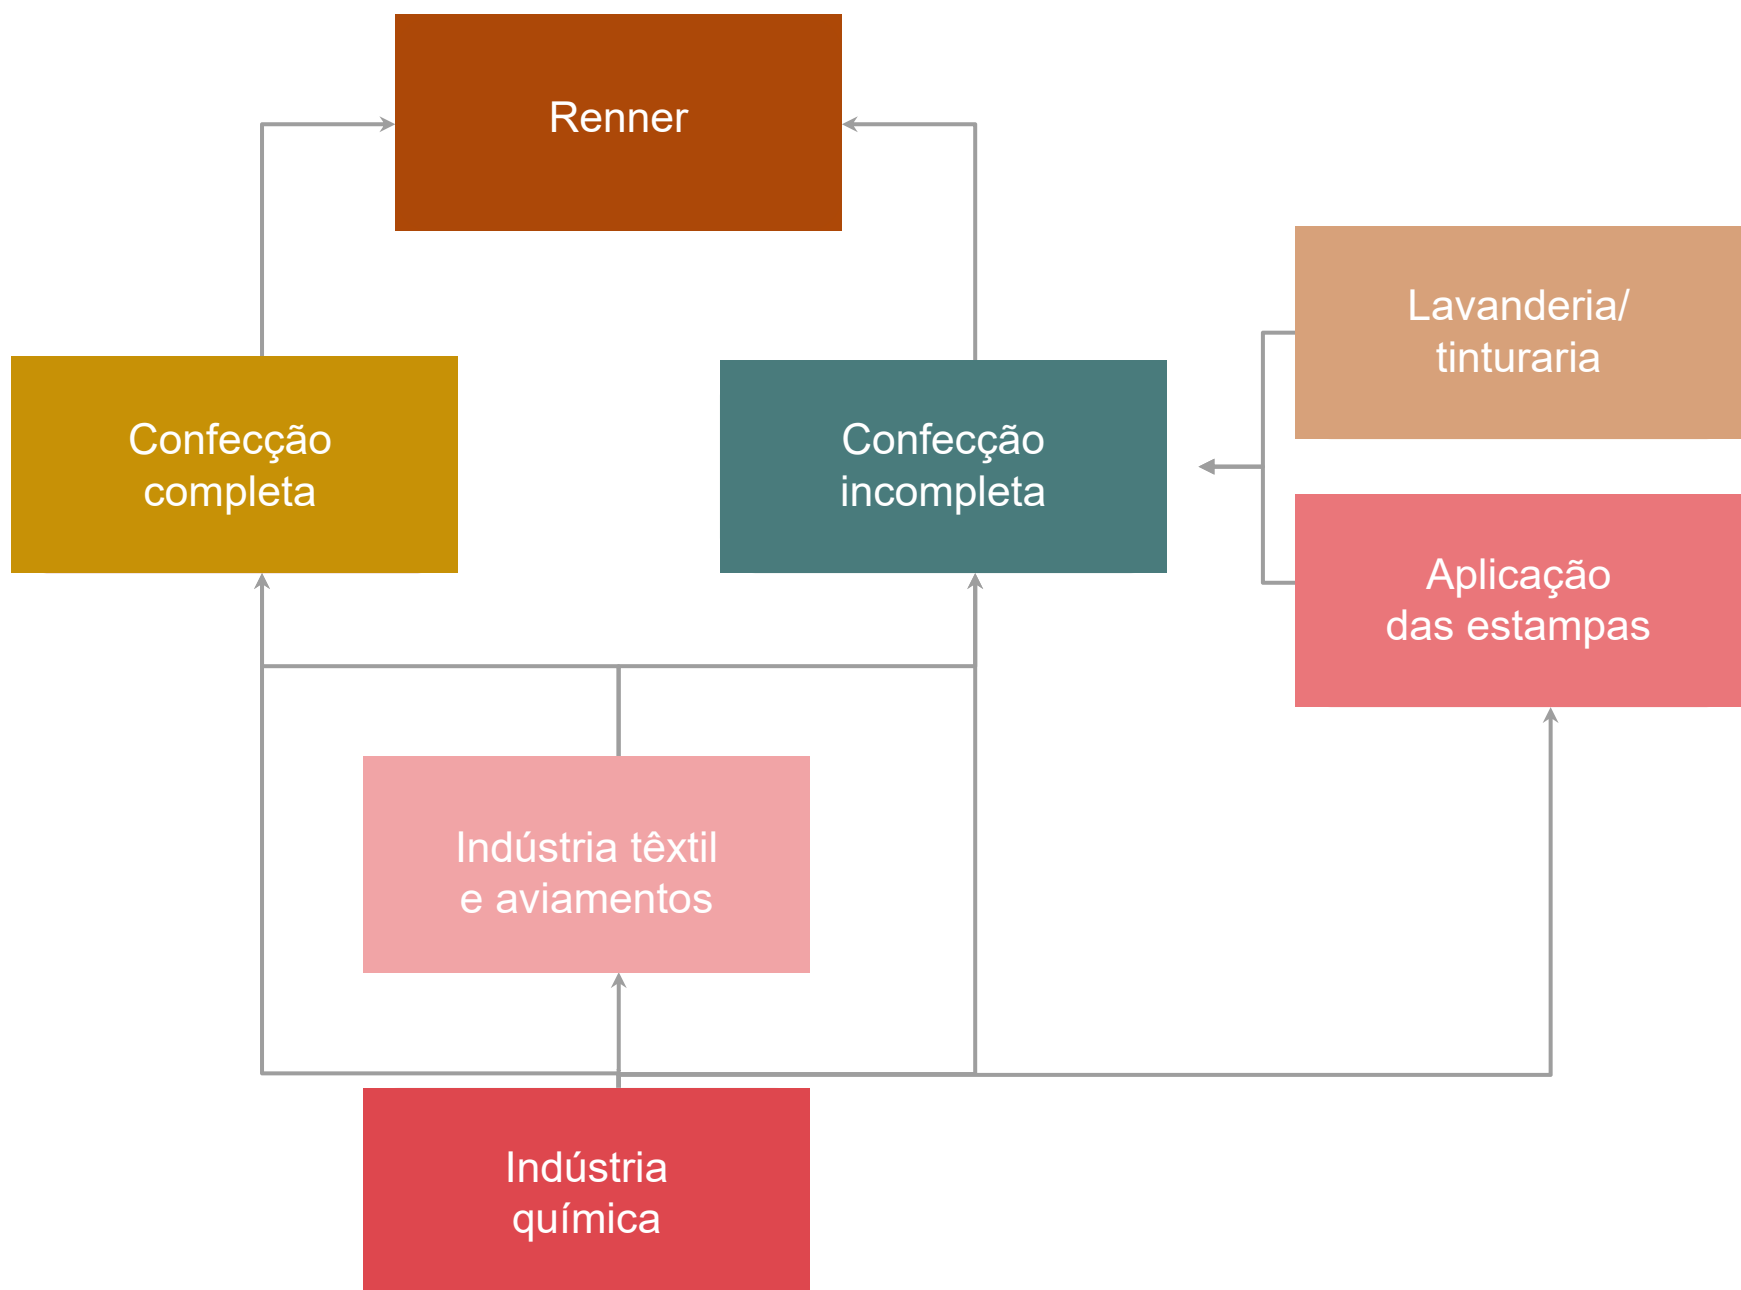 Renner
Lavanderia/
tinturaria
Confecção
completa
Confecção
incompleta
Aplicação
das estampas
Indústria têxtil
e aviamentos
Indústria
química